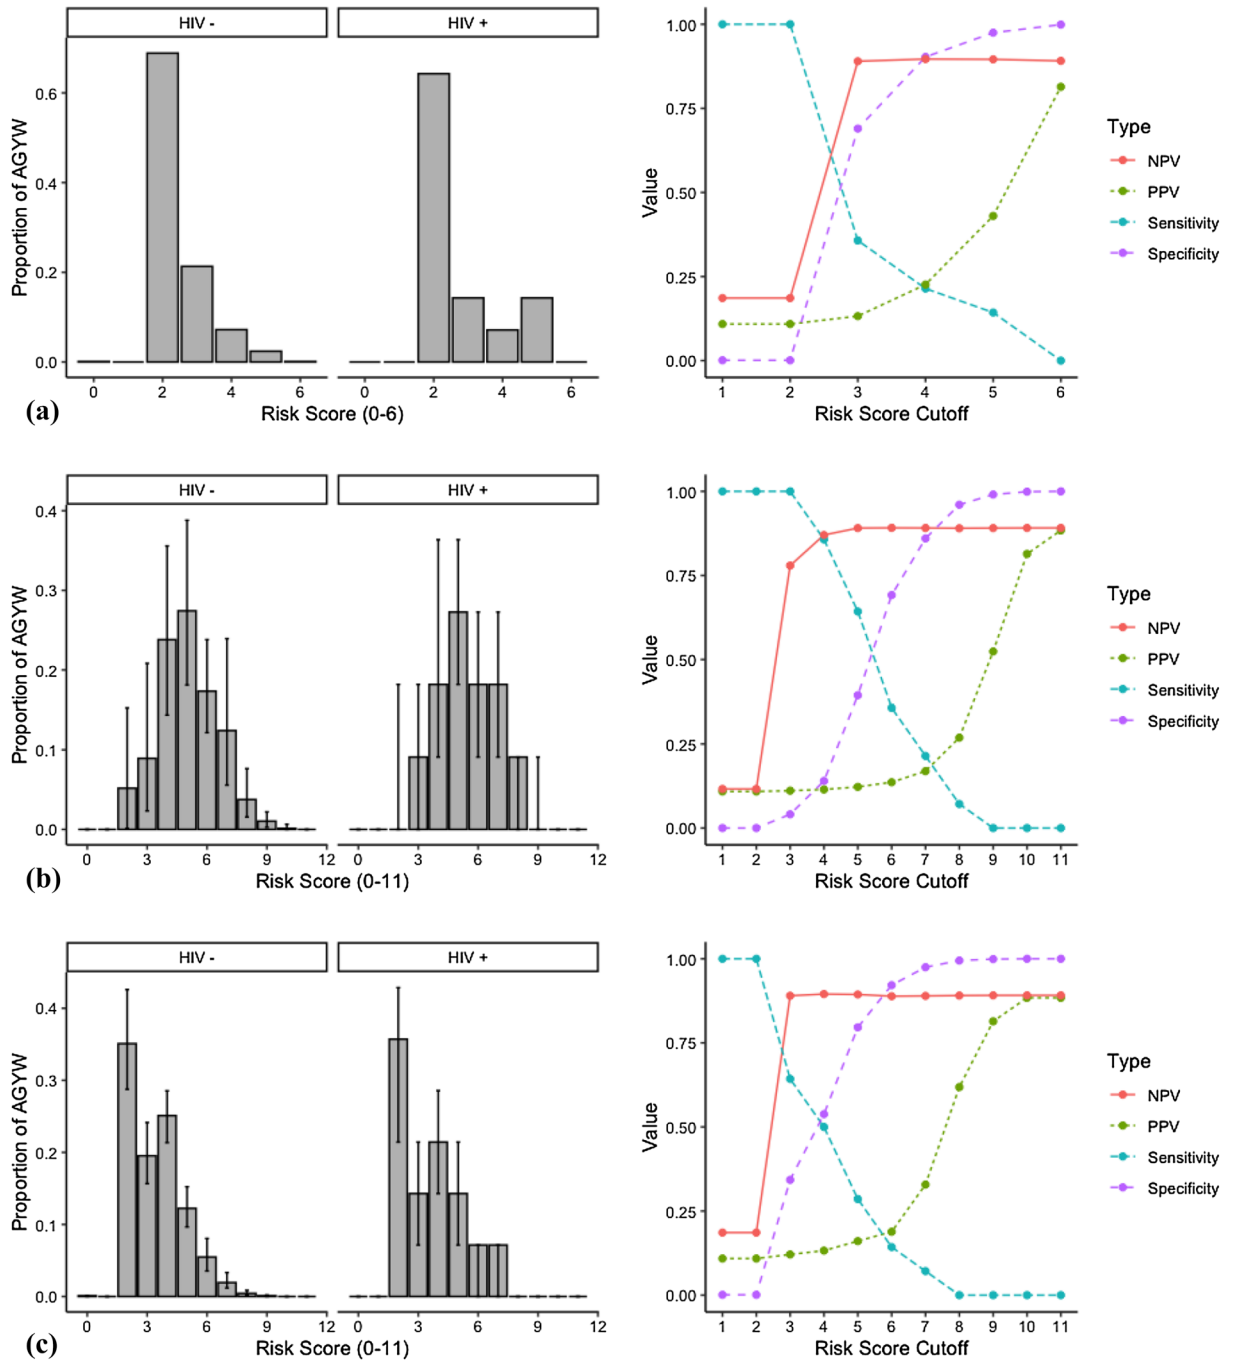 HIV -
HIV +
Proportion of AGYW
0.6
0.4
0.2
0.0
0 2 4 6
0 2 4 6
Risk Score (0-6)
(a)
Value
1.00
0.75
0.50
0.25
0.00
1 2 3 4 5 6
Risk Score Cutoff
Type
NPV
PPV
Sensitivity
Specificity
HIV -
HIV +
Proportion of AGYW
0.4
0.3
0.2
0.1
0.0
0 3 6 9 12
0 3 6 9 12
Risk Score (0-11)
(b)
Value
1.00
0.75
0.50
0.25
0.00
1 2 3 4 5 6 7 8 9 10 11
Risk Score Cutoff
Type
NPV
PPV
Sensitivity
Specificity
HIV -
HIV +
Proportion of AGYW
0.4
0.3
0.2
0.1
0.0
0 3 6 9 12
0 3 6 9 12
Risk Score (0-11)
(c)
Value
1.00
0.75
0.50
0.25
0.00
1 2 3 4 5 6 7 8 9 10 11
Risk Score Cutoff
Type
NPV
PPV
Sensitivity
Specificity